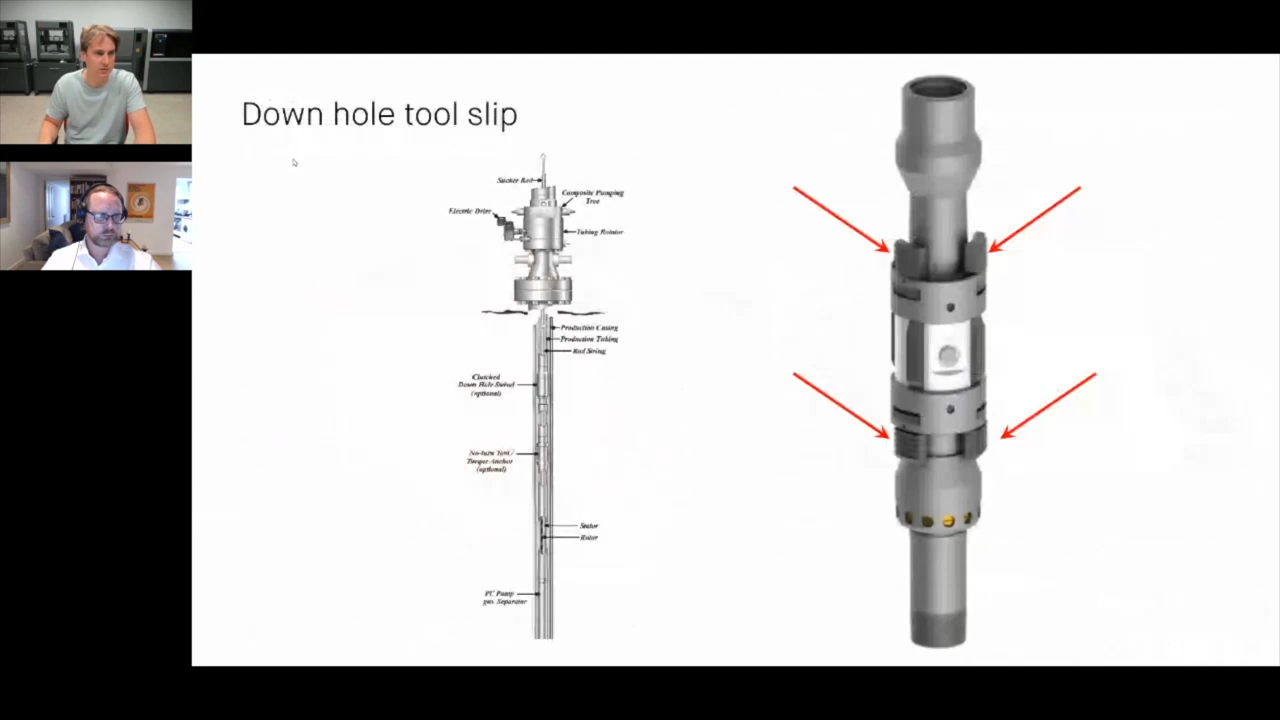 Down hole tool slip
Sucker Rod
Composite Pumping
Tree
Electric Drive
Tubing Rotator
Production Casing
Production Tubing
Rod String
Clutched
Down Hole Swivel
(optional)
No-turn Tool /
Torque Anchor
(optional)
Stator
Rotor
PC Pump
gas Separator